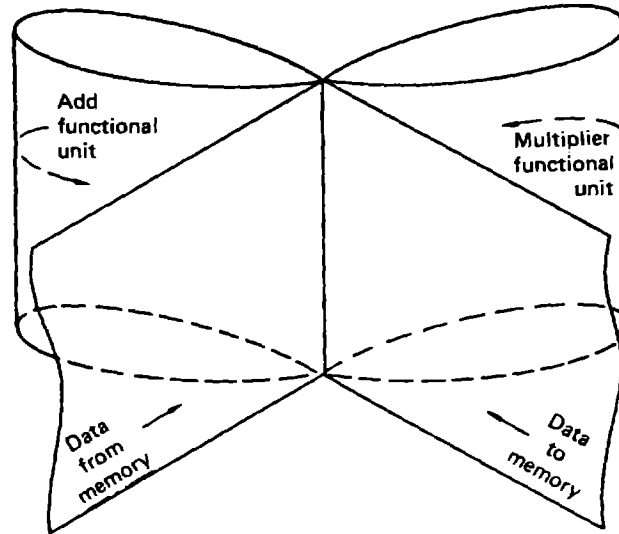 Add
functional
unit
Multiplier
functional
unit
Data
from
memory
Data
to
memory